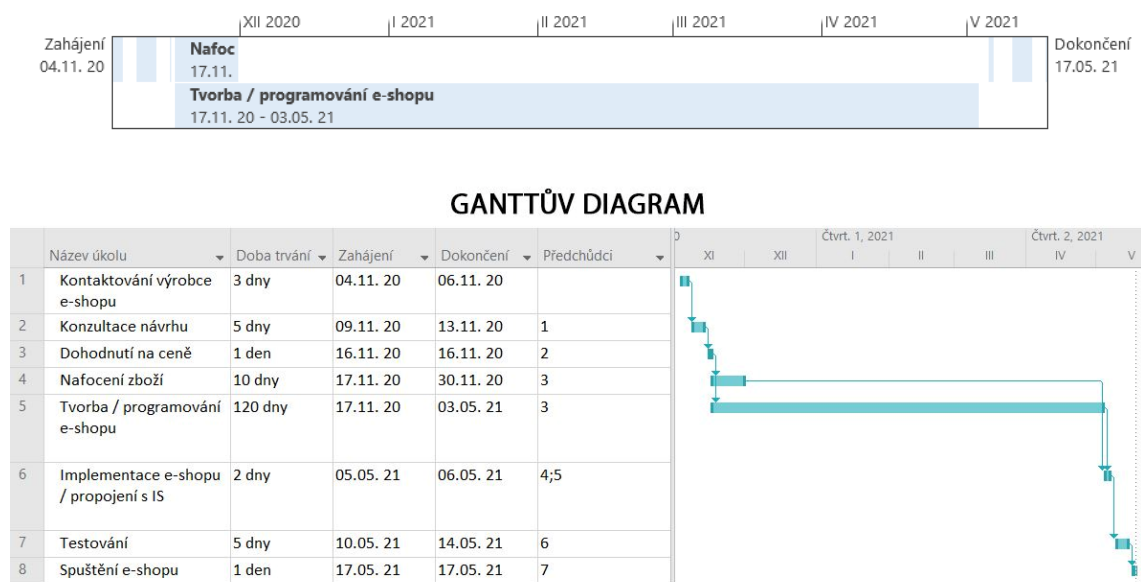 XII 2020 I 2021 II 2021 III 2021 IV 2021 V 2021
Zahájení
04.11. 20
Nafoc
17.11.
Tvorba / programování e-shopu
17.11. 20 - 03.05. 21
Dokončení
17.05. 21
GANTTŮV DIAGRAM
Čtvrt. 1, 2021 Čtvrt. 2, 2021
Název úkolu Doba trvání Zahájení Dokončení Předchůdci XI XII I II III IV V
1 Kontaktování výrobce 3 dny 04.11. 20 06.11. 20
e-shopu
2 Konzultace návrhu 5 dny 09.11. 20 13.11. 20 1
3 Dohodnutí na ceně 1 den 16.11. 20 16.11. 20 2
4 Nafocení zboží 10 dny 17.11. 20 30.11. 20 3
5 Tvorba / programování 120 dny 17.11. 20 03.05. 21 3
e-shopu
6 Implementace e-shopu 2 dny 05.05. 21 06.05. 21 4;5
/ propojení s IS
7 Testování 5 dny 10.05. 21 14.05. 21 6
8 Spuštění e-shopu 1 den 17.05. 21 17.05. 21 7